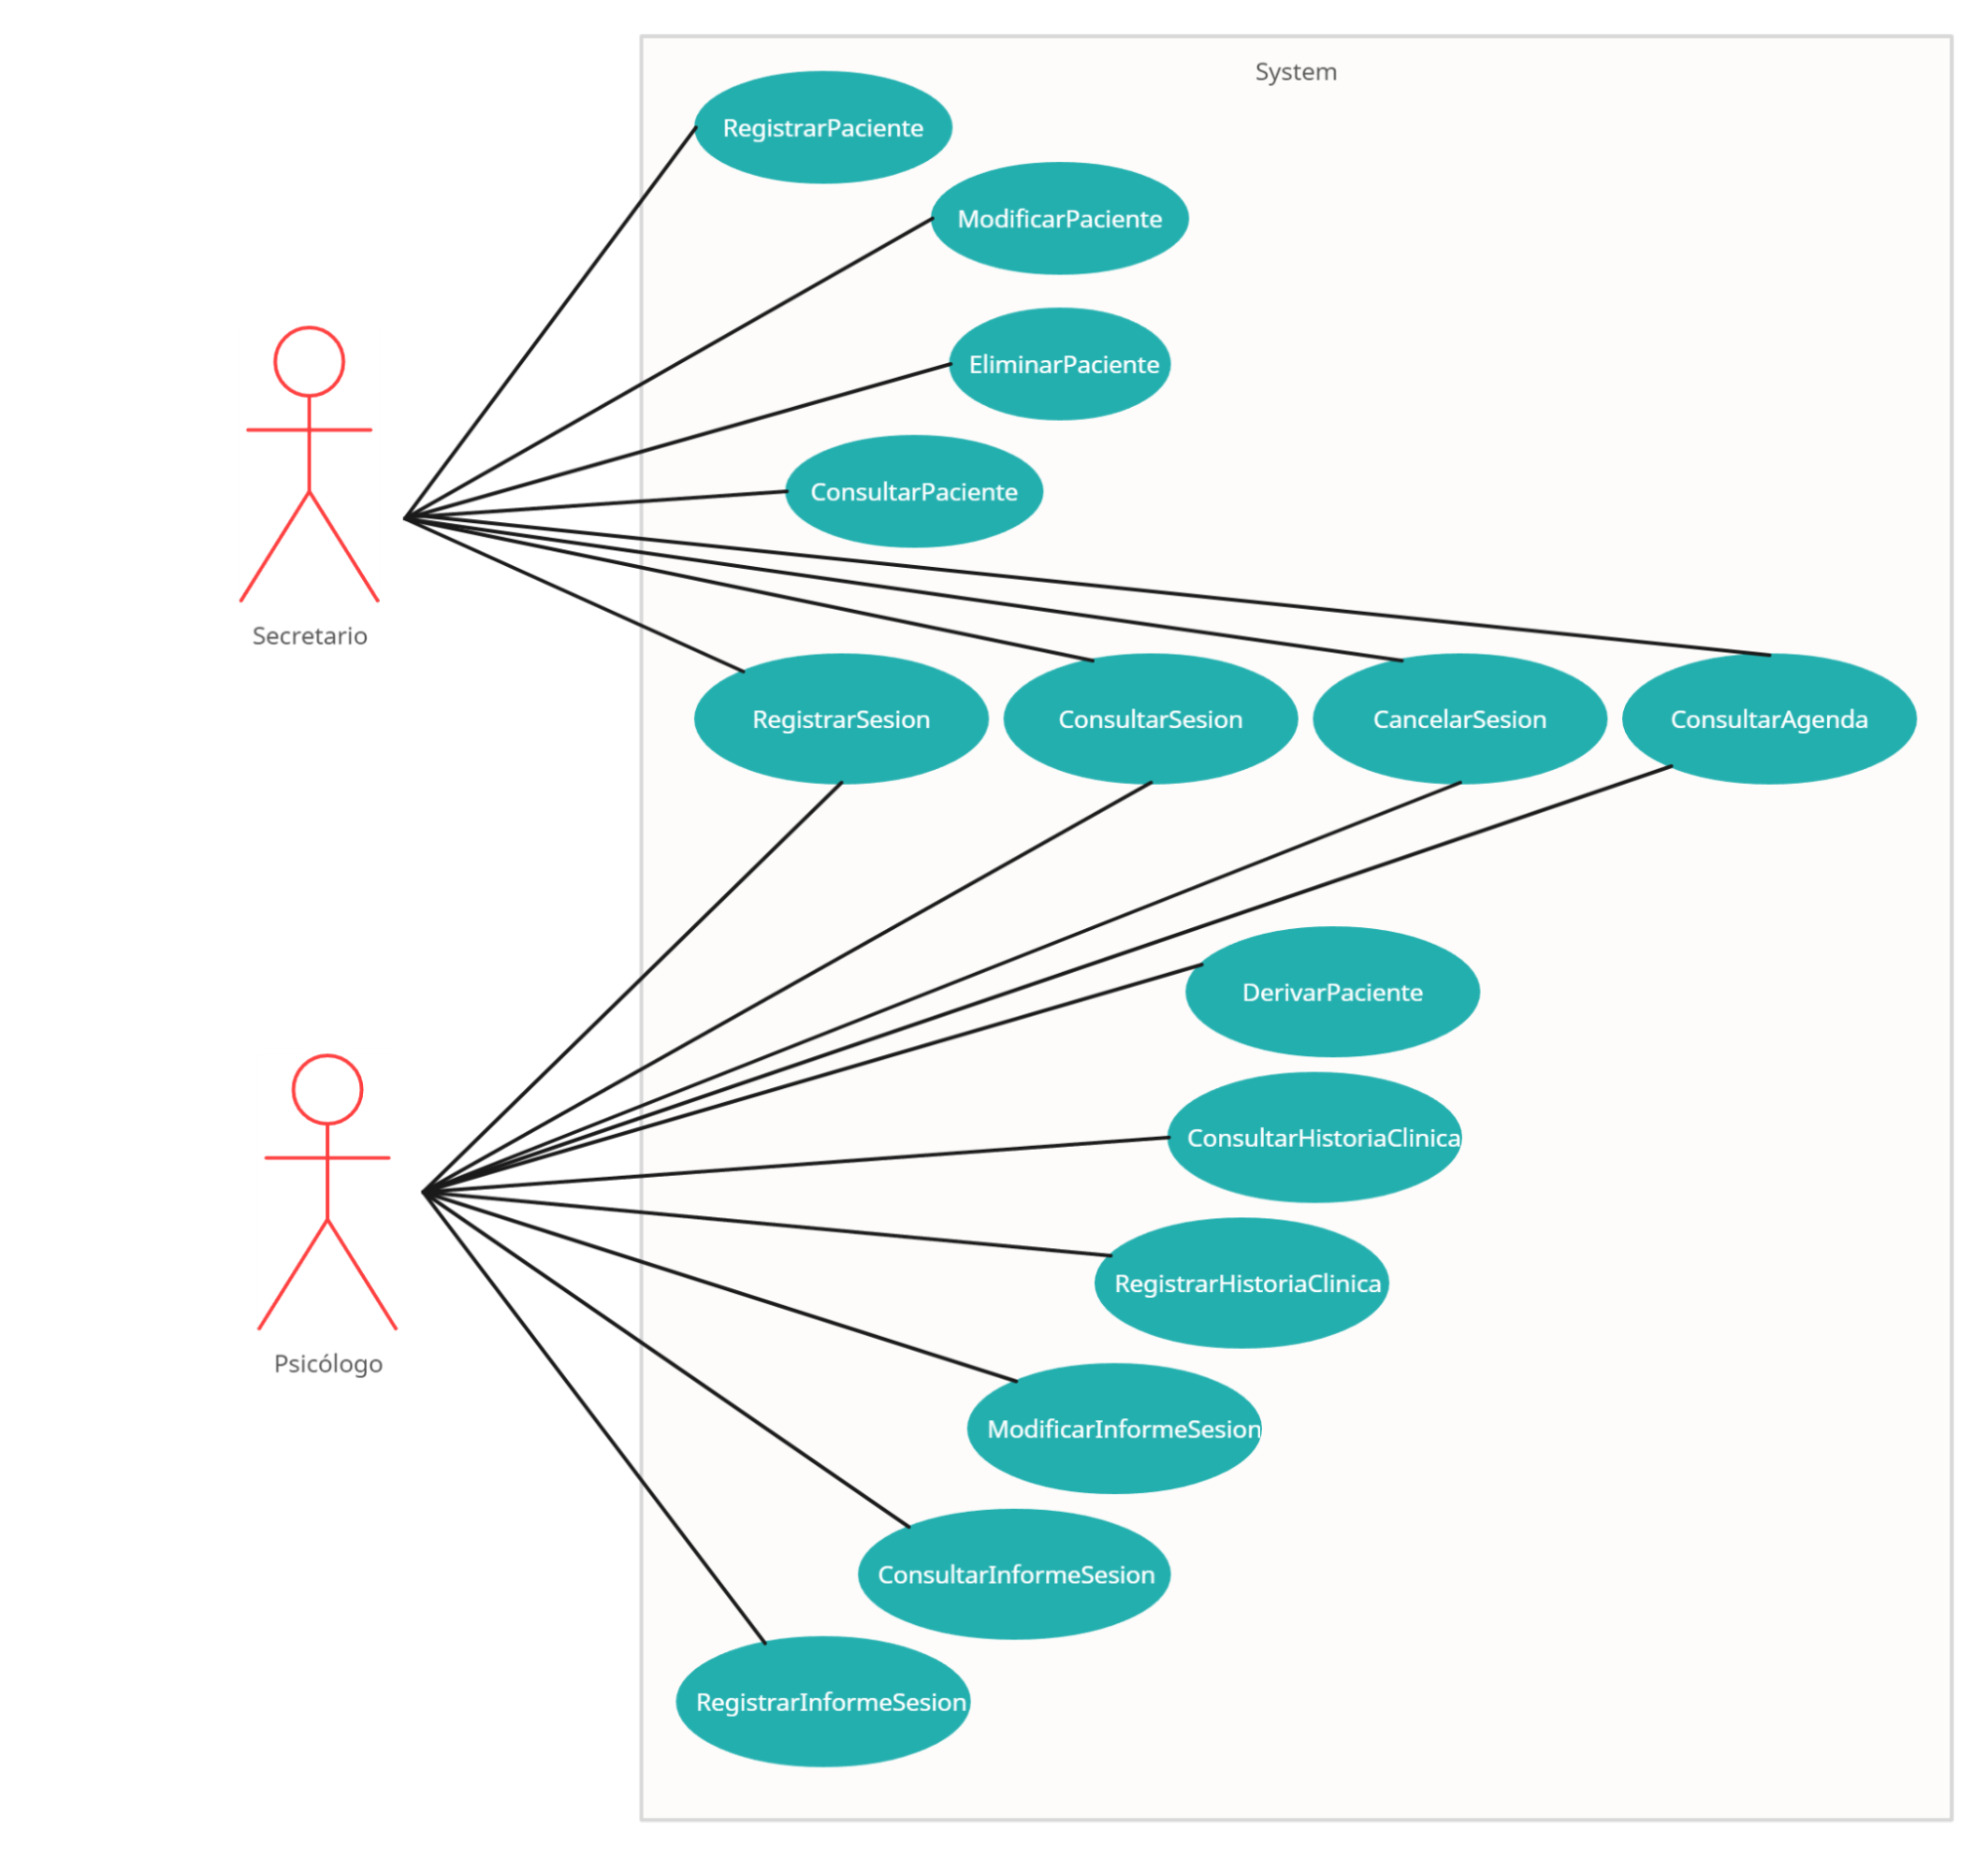 System
RegistrarPaciente
ModificarPaciente
EliminarPaciente
ConsultarPaciente
Secretario
RegistrarSesion
ConsultarSesion
CancelarSesion
ConsultarAgenda
DerivarPaciente
ConsultarHistoriaClinica
RegistrarHistoriaClinica
Psicólogo
ModificarInformeSesion
ConsultarInformeSesion
RegistrarInformeSesion